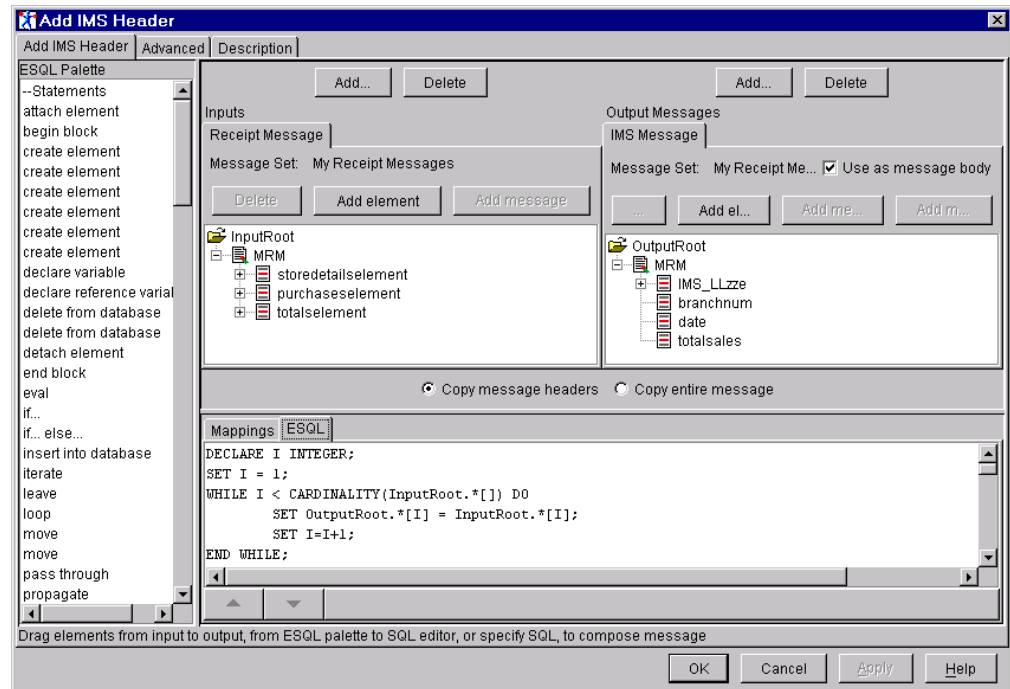 Add IMS Header
Add IMS Header Advanced Description
ESQL Palette
--Statements
attach element
begin block
create element
create element
create element
create element
create element
create element
declare variable
declare reference varial
delete from database
delete from database
detach element
end block
eval
if...
if... else...
insert into database
iterate
leave
loop
move
move
pass through
propagate
Add... Delete
Inputs
Receipt Message
Message Set: My Receipt Messages
Delete Add element Add message
InputRoot
MRM
storedetailselement
purchaseselement
totalselement
Add... Delete
Output Messages
IMS Message
Message Set: My Receipt Me... Use as message body
... Add el... Add me... Add m...
OutputRoot
MRM
IMS_LLzze
branchnum
date
totalsales
Copy message headers Copy entire message
Mappings ESQL
DECLARE I INTEGER;
SET I = 1;
WHILE I < CARDINALITY(InputRoot.*[]) DO
SET OutputRoot.*[I] = InputRoot.*[I];
SET I=I+1;
END WHILE;
Drag elements from input to output, from ESQL palette to SQL editor, or specify SQL, to compose message
OK Cancel Apply Help